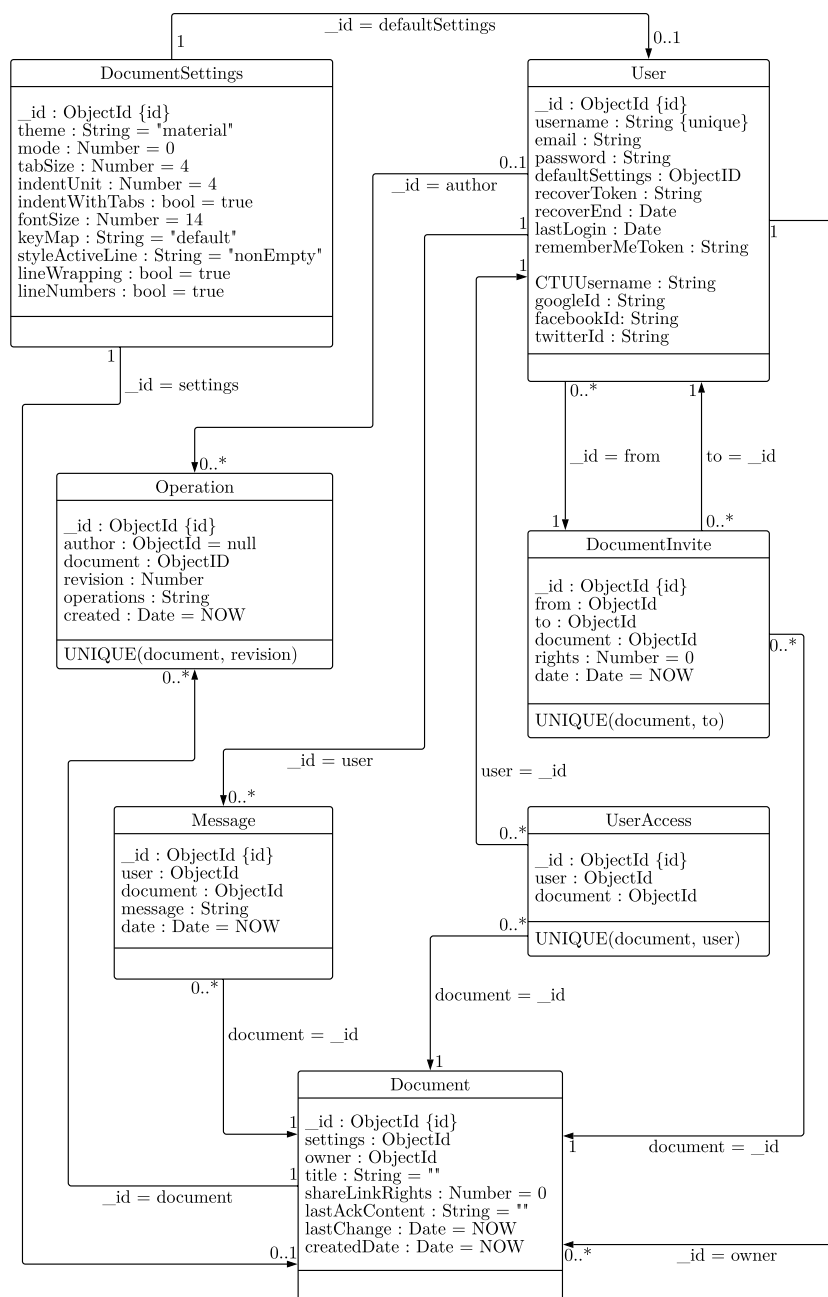 _id = defaultSettings
1
0..1
DocumentSettings
_id : ObjectId {id}
theme : String = "material"
mode : Number = 0
tabSize : Number = 4
indentUnit : Number = 4
indentWithTabs : bool = true
fontSize : Number = 14
keyMap : String = "default"
styleActiveLine : String = "nonEmpty"
lineWrapping : bool = true
lineNumbers : bool = true
User
_id : ObjectId {id}
username : String {unique}
email : String
password : String
defaultSettings : ObjectID
recoverToken : String
recoverEnd : Date
lastLogin : Date
rememberMeToken : String
CTUUsername : String
googleId : String
facebookId: String
twitterId : String
0..1
_id = author
1
1
1
1
_id = settings
0..*
1
_id = from
to = _id
0..*
1
0..*
Operation
_id : ObjectId {id}
author : ObjectId = null
document : ObjectID
revision : Number
operations : String
created : Date = NOW
UNIQUE(document, revision)
0..*
DocumentInvite
_id : ObjectId {id}
from : ObjectId
to : ObjectId
document : ObjectId
rights : Number = 0
date : Date = NOW
UNIQUE(document, to)
0..*
_id = user
user = _id
0..*
Message
_id : ObjectId {id}
user : ObjectId
document : ObjectId
message : String
date : Date = NOW
0..*
0..*
UserAccess
_id : ObjectId {id}
user : ObjectId
document : ObjectId
UNIQUE(document, user)
0..*
document = _id
document = _id
1
Document
_id : ObjectId {id}
settings : ObjectId
owner : ObjectId
title : String = ""
shareLinkRights : Number = 0
lastAckContent : String = ""
lastChange : Date = NOW
createdDate : Date = NOW
1
1
_id = document
0..1
1
document = _id
0..*
_id = owner